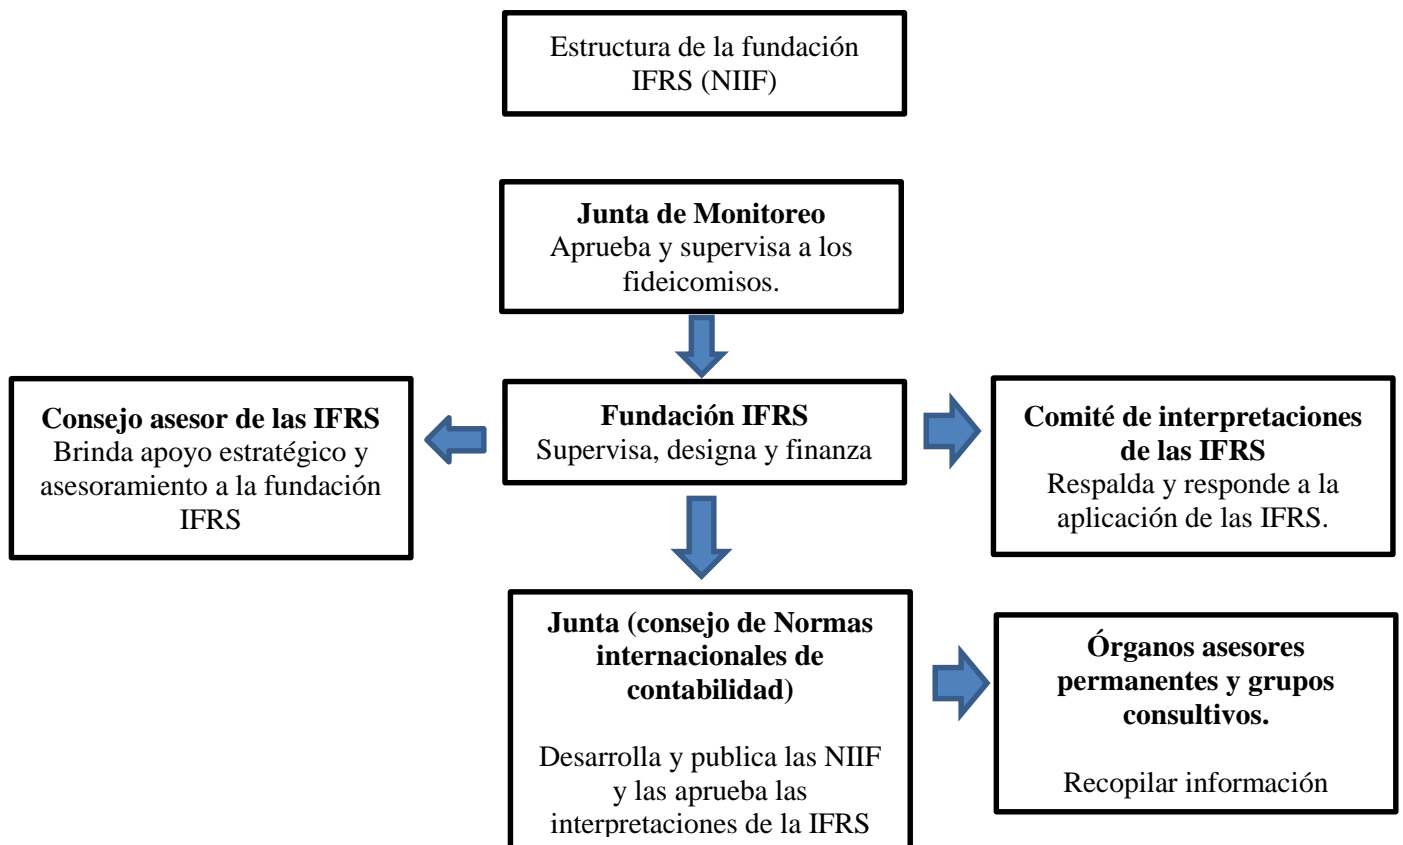 Estructura de la fundación
IFRS (NIIF)
Junta de Monitoreo
Aprueba y supervisa a los
fideicomisos.
Consejo asesor de las IFRS
Brinda apoyo estratégico y
asesoramiento a la fundación
IFRS
Fundación IFRS
Supervisa, designa y finanza
Comité de interpretaciones
de las IFRS
Respalda y responde a la
aplicación de las IFRS.
Junta (consejo de Normas
internacionales de
contabilidad)
Desarrolla y publica las NIIF
y las aprueba las
interpretaciones de la IFRS
Órganos asesores
permanentes y grupos
consultivos.
Recopilar información